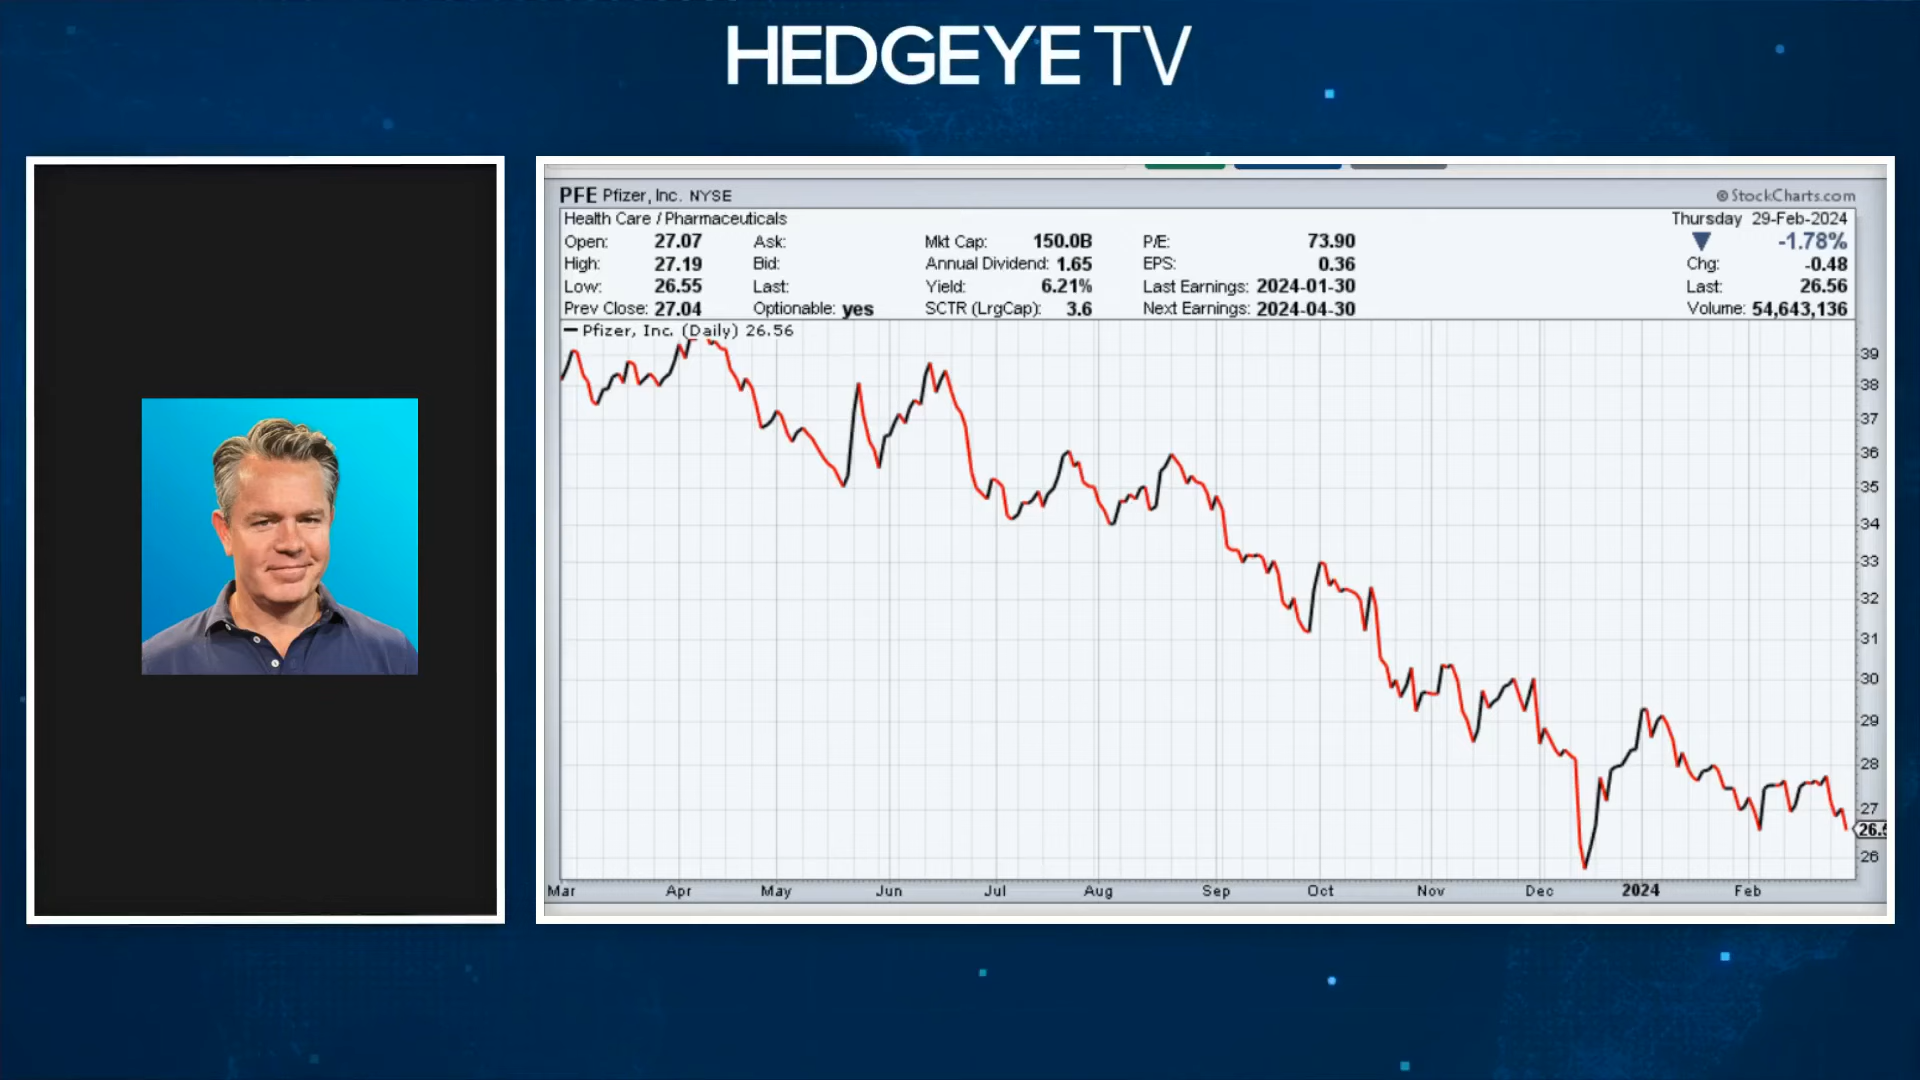 HEDGEYE TV
PFE Pfizer, Inc. NYSE
© StockCharts.com
Health Care / Pharmaceuticals
Thursday 29-Feb-2024
Open: 27.07 Ask: Mkt Cap: 150.0B P/E: 73.90 -1.78%
High: 27.19 Bid: Annual Dividend: 1.65 EPS: 0.36 Chg: -0.48
Low: 26.55 Last: Yield: 6.21% Last Earnings: 2024-01-30 Last: 26.56
Prev Close: 27.04 Optionable: yes SCTR (LrgCap): 3.6 Next Earnings: 2024-04-30 Volume: 54,643,136
Pfizer, Inc. (Daily) 26.56
39
38
37
36
35
34
33
32
31
30
29
28
27
26
Mar Apr May Jun Jul Aug Sep Oct Nov Dec 2024 Feb